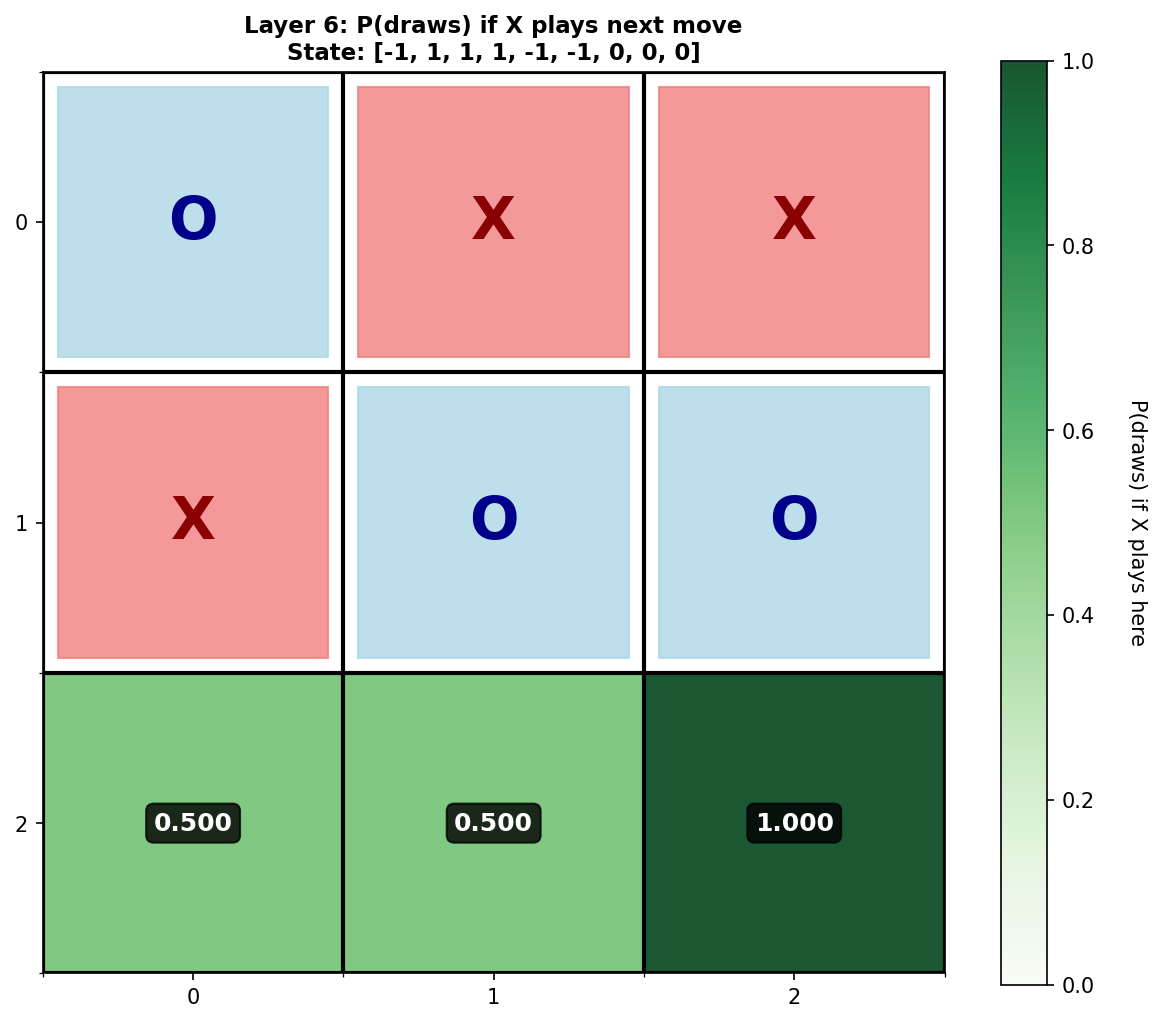 Layer 6: P(draws) if X plays next move
State: [-1, 1, 1, 1, -1, -1, 0, 0, 0]
O
X
X
X
O
O
0.500
0.500
1.000
0
1
2
0
1
2
1.0
0.8
0.6
0.4
0.2
0.0
P(draws) if X plays here